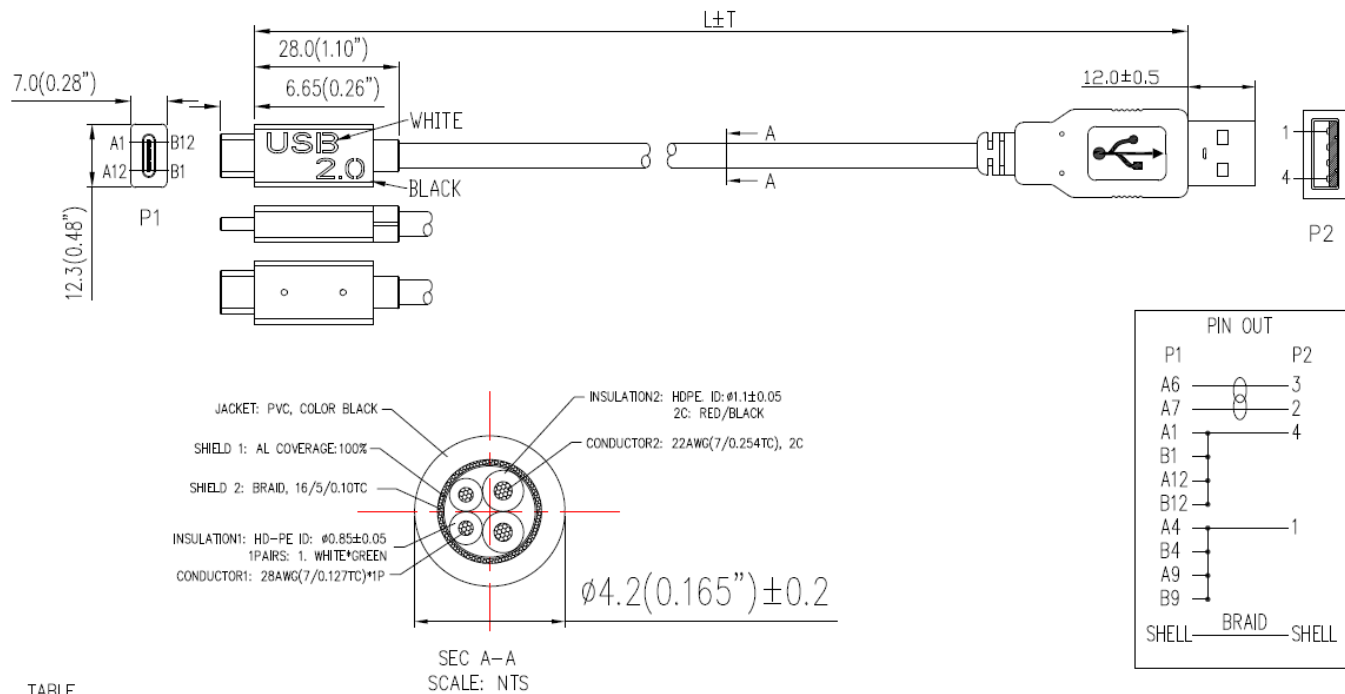 L±T
28.0(1.10")
7.0(0.28")
6.65(0.26")
12.0±0.5
WHITE
USB
2.0
BLACK
A1
B12
A12
B1
P1
12.3(0.48")
A
A
1
4
P2
PIN OUT
P1 P2
A6 3
A7 2
A1 4
B1
A12
B12
A4 1
B4
A9
B9
SHELL BRAID SHELL
JACKET: PVC, COLOR BLACK
SHIELD 1: AL COVERAGE:100%
SHIELD 2: BRAID, 16/5/0.10TC
INSULATION1: HD-PE ID: ø0.85±0.05
1PAIRS: 1. WHITE*GREEN
CONDUCTOR1: 28AWG(7/0.127TC)*1P
INSULATION2: HDPE. ID:ø1.1±0.05
2C: RED/BLACK
CONDUCTOR2: 22AWG(7/0.254TC), 2C
ø4.2(0.165")±0.2
SEC A-A
SCALE: NTS
TABLE